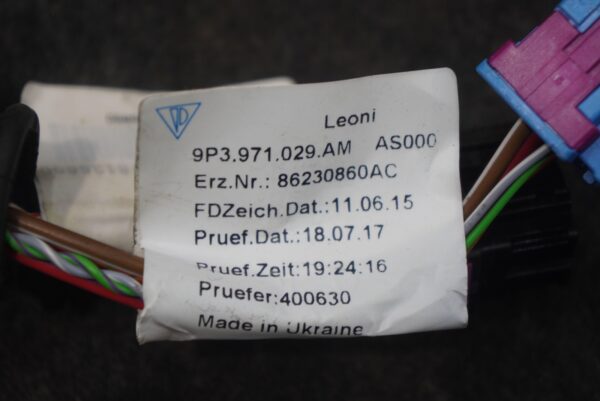 Leoni
9P3.971.029.AM AS000
Erz.Nr.: 86230860AC
FDZeich.Dat.:11.06.15
Pruef.Dat.:18.07.17
Pruef.Zeit:19:24:16
Pruefer:400630
Made in Ukraine